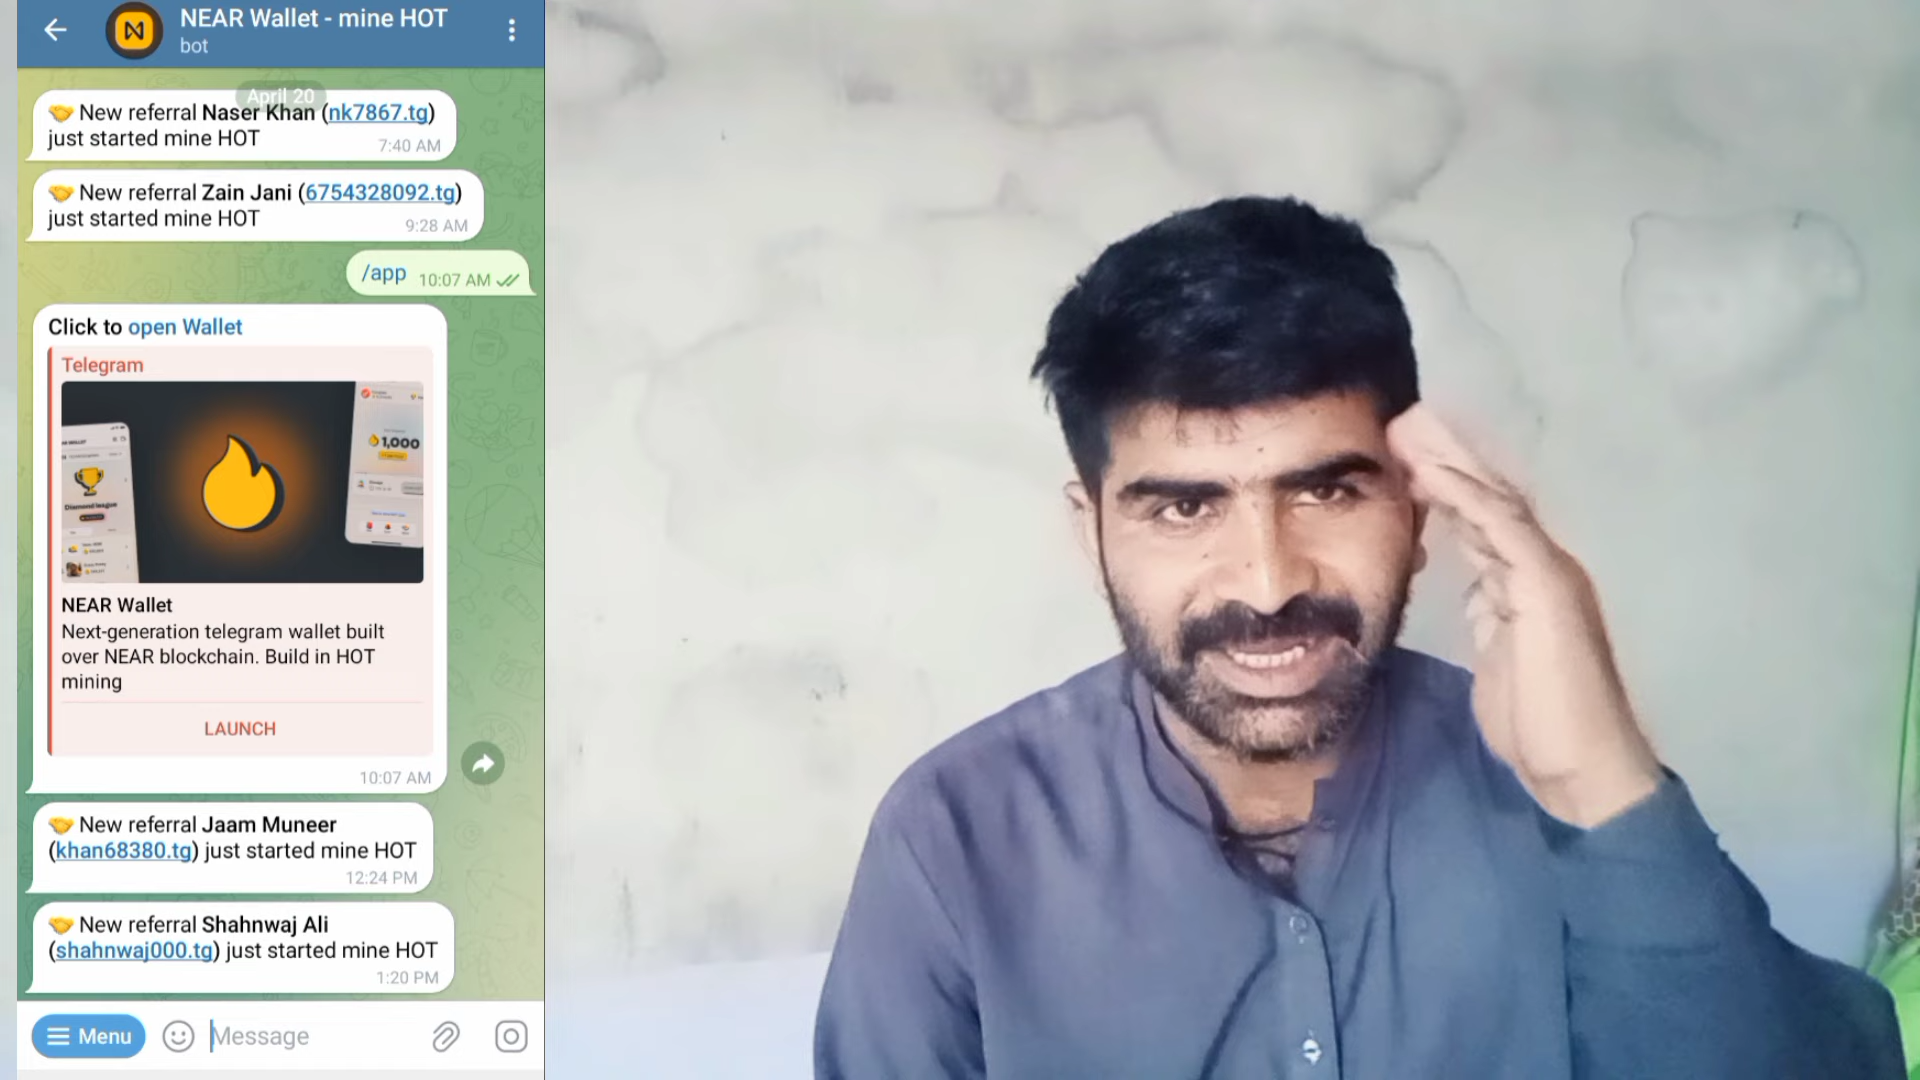 NEAR Wallet - mine HOT
bot
April 20
🤝 New referral Naser Khan (nk7867.tg)
just started mine HOT
7:40 AM
🤝 New referral Zain Jani (6754328092.tg)
just started mine HOT
9:28 AM
/app 10:07 AM
Click to open Wallet
Telegram
1,000
Diamond league
NEAR Wallet
Next-generation telegram wallet built
over NEAR blockchain. Build in HOT
mining
LAUNCH
10:07 AM
🤝 New referral Jaam Muneer
(khan68380.tg) just started mine HOT
12:24 PM
🤝 New referral Shahnwaj Ali
(shahnwaj000.tg) just started mine HOT
1:20 PM
Menu
Message